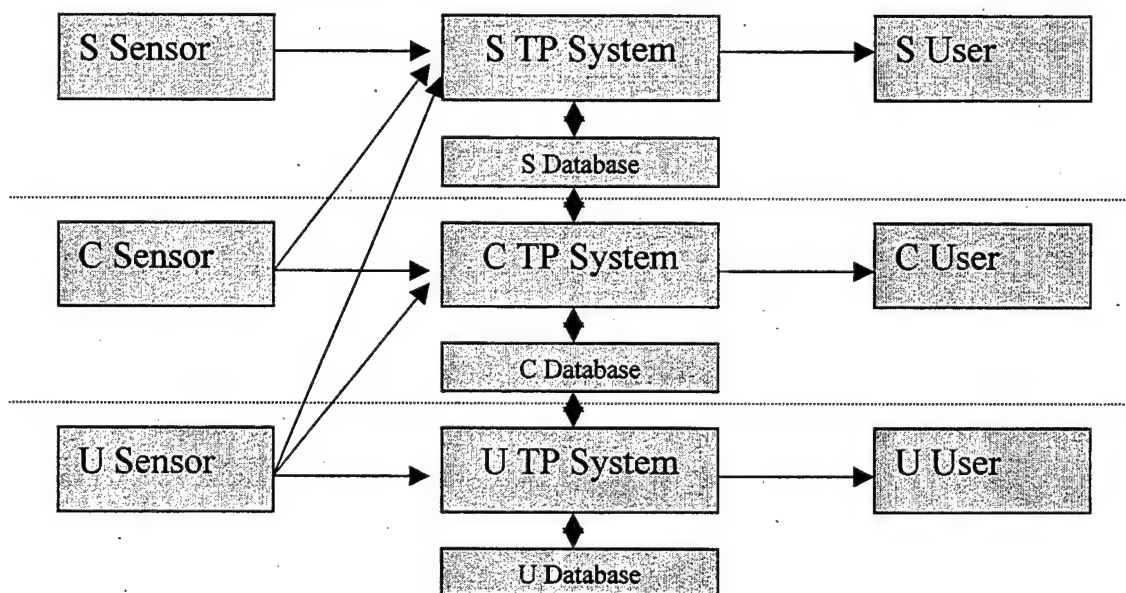 S Sensor
S TP System
S User
S Database
C Sensor
C TP System
C User
C Database
U Sensor
U TP System
U User
U Database